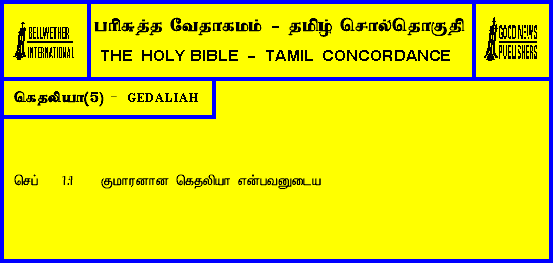 BELLWETHER
INTERNATIONAL
பரிசுத்த வேதாகமம் - தமிழ் சொல்தொகுதி
THE HOLY BIBLE - TAMIL CONCORDANCE
GOOD NEWS
PUBLISHERS
கெதலியா(5) - GEDALIAH
செப் 1:1 குமாரனான கெதலியா என்பவனுடைய